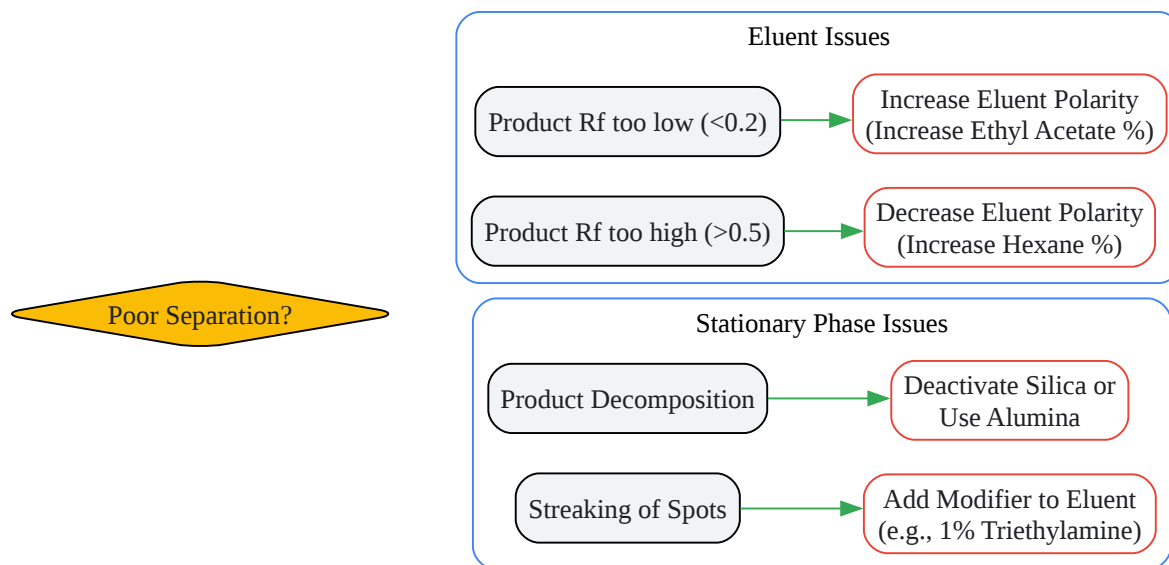 Poor Separation?
Eluent Issues
Product Rf too low (<0.2)
Increase Eluent Polarity
(Increase Ethyl Acetate %)
Product Rf too high (>0.5)
Decrease Eluent Polarity
(Increase Hexane %)
Stationary Phase Issues
Product Decomposition
Deactivate Silica or
Use Alumina
Streaking of Spots
Add Modifier to Eluent
(e.g., 1% Triethylamine)